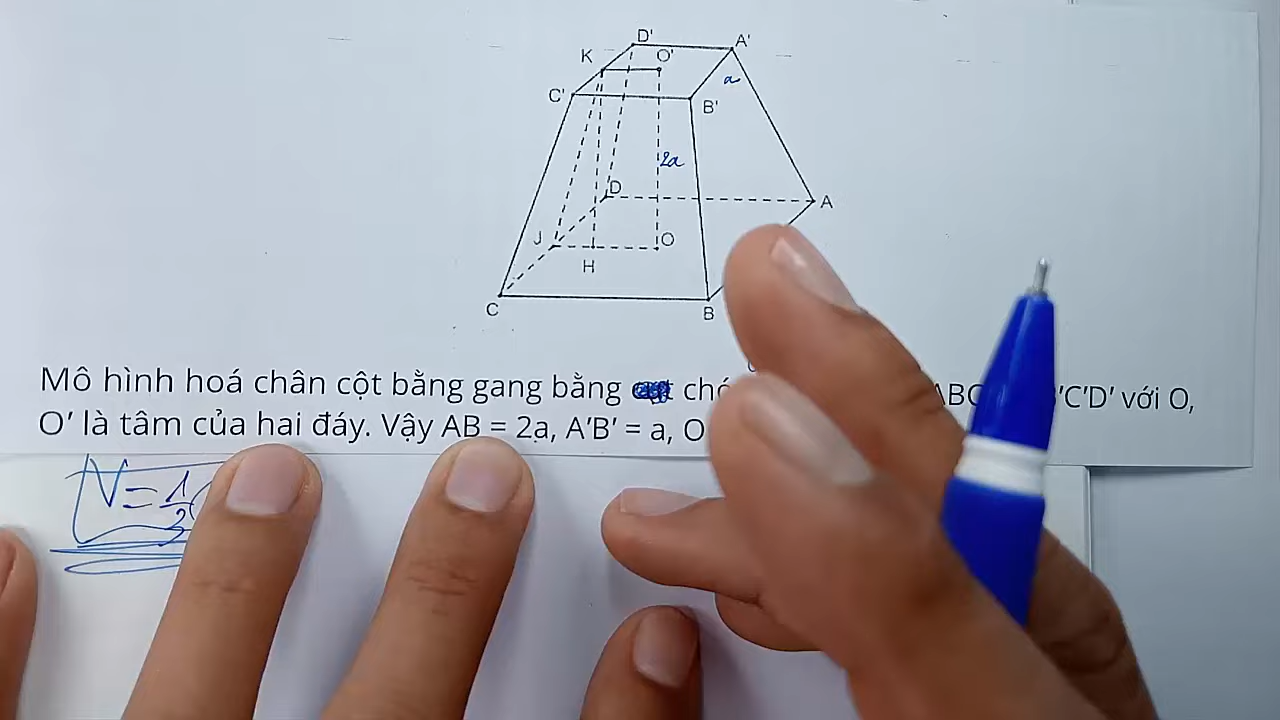 D'
A'
K
O'
a
C'
B'
2a
D
A
J
O
H
C
B
Mô hình hoá chân cột bằng gang bằng chó ABC 'C'D' với O,
O' là tâm của hai đáy. Vậy AB = 2a, A'B' = a, O
V = 1/